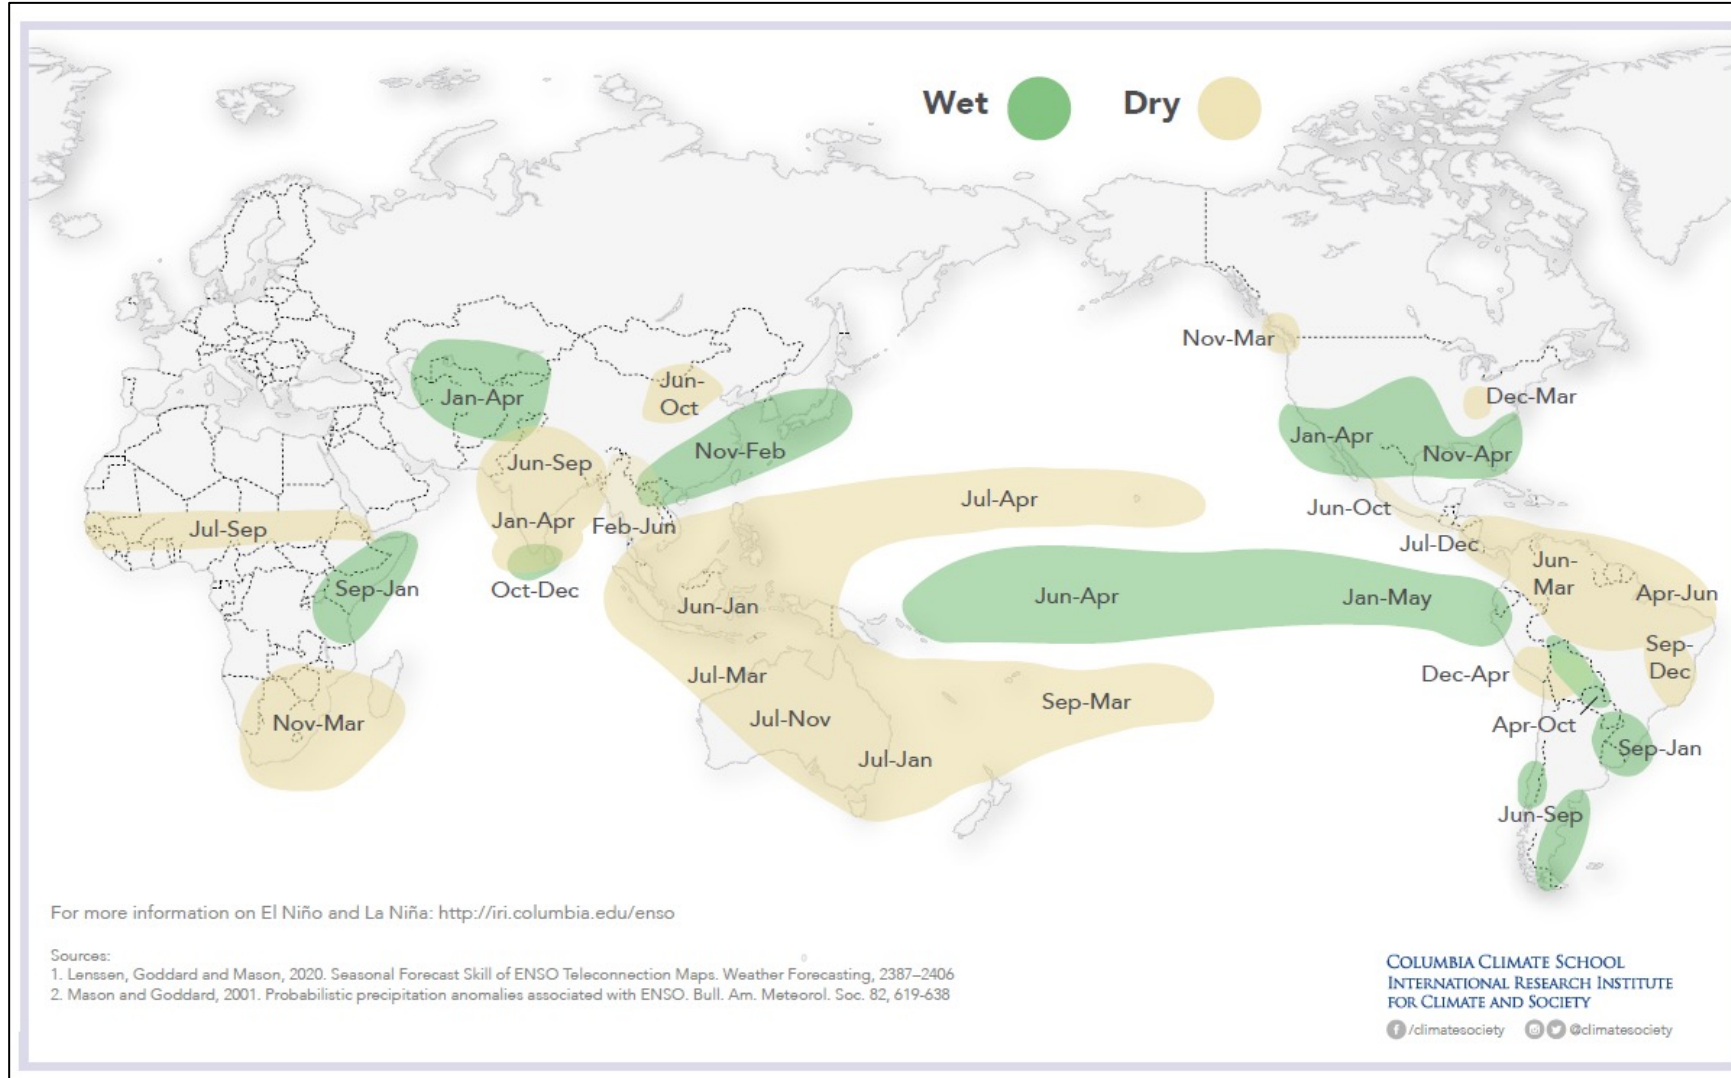 Wet
Dry
Nov-Mar
Jun-
Oct
Jan-Apr
Dec-Mar
Jan-Apr
Nov-Apr
Nov-Feb
Jun-Sep
Jul-Apr
Jun-Oct
Jan-Apr
Feb-Jun
Jul-Sep
Jul-Dec
Jun-
Mar
Apr-Jun
Sep-Jan
Oct-Dec
Jun-Jan
Jun-Apr
Jan-May
Sep-
Dec
Jul-Mar
Dec-Apr
Sep-Mar
Nov-Mar
Jul-Nov
Apr-Oct
Sep-Jan
Jul-Jan
Jun-Sep
For more information on El Niño and La Niña: http://iri.columbia.edu/enso
Sources:
1. Lenssen, Goddard and Mason, 2020. Seasonal Forecast Skill of ENSO Teleconnection Maps. Weather Forecasting, 2387–2406
2. Mason and Goddard, 2001. Probabilistic precipitation anomalies associated with ENSO. Bull. Am. Meteorol. Soc. 82, 619-638
COLUMBIA CLIMATE SCHOOL
INTERNATIONAL RESEARCH INSTITUTE
FOR CLIMATE AND SOCIETY
/climatesociety @climatesociety